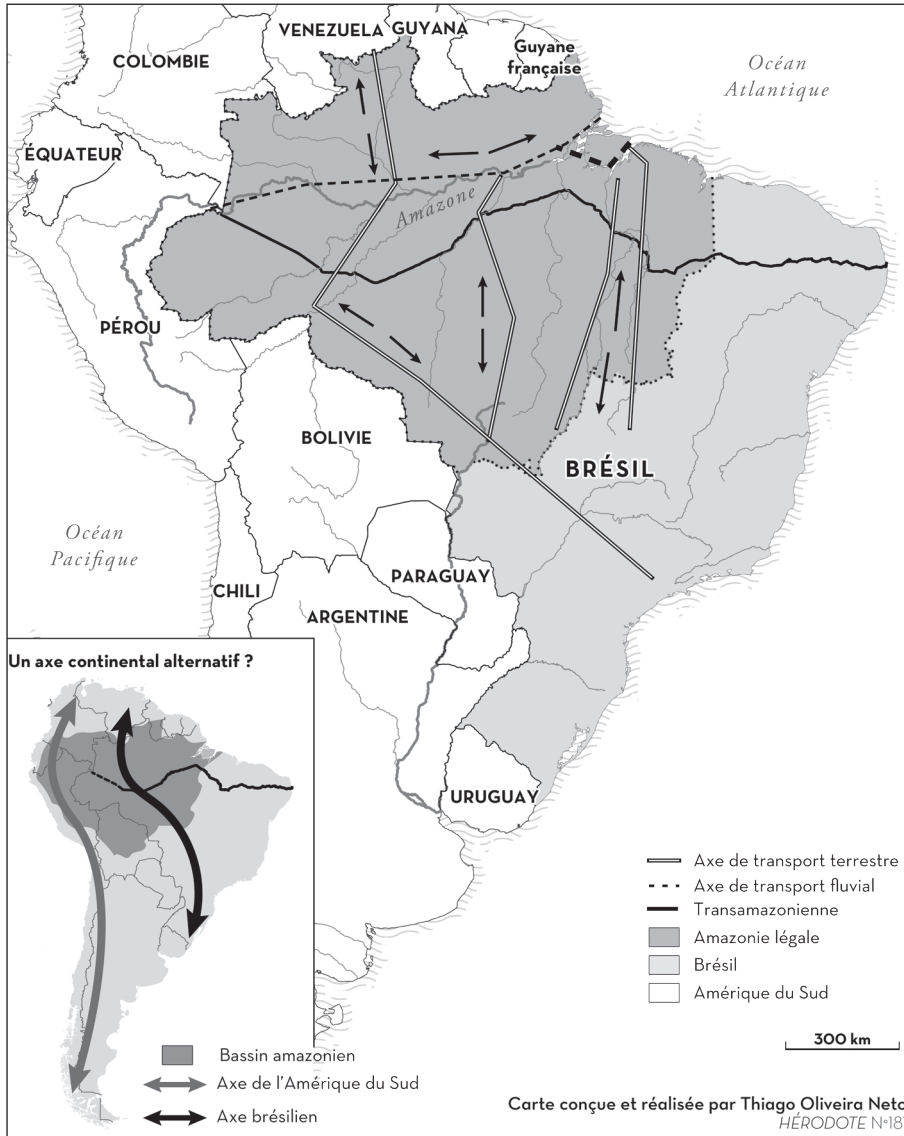 VENEZUELA
GUYANA
Guyane
française
COLOMBIE
Océan
Atlantique
ÉQUATEUR
Amazone
PÉROU
BOLIVIE
BRÉSIL
Océan
Pacifique
CHILI
PARAGUAY
ARGENTINE
URUGUAY
Un axe continental alternatif ?
Bassin amazonien
Axe de l'Amérique du Sud
Axe brésilien
Axe de transport terrestre
Axe de transport fluvial
Transamazonienne
Amazonie légale
Brésil
Amérique du Sud
300 km
Carte conçue et réalisée par Thiago Oliveira Neto
HÉRODOTE N°18